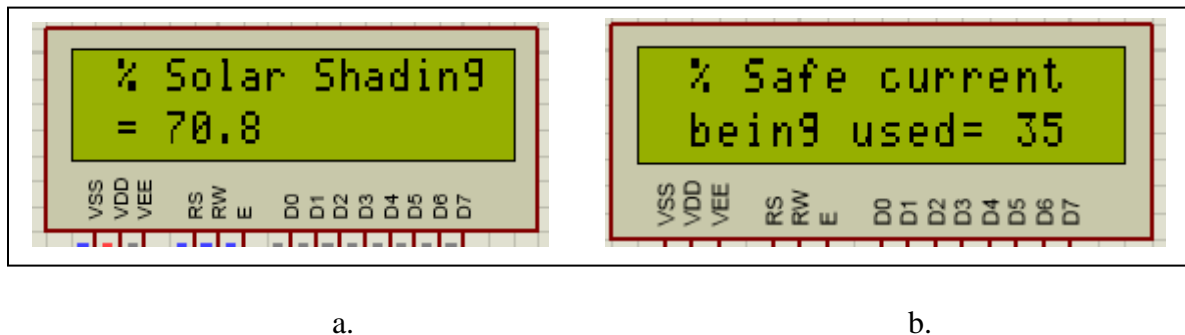 % Solar Shading
= 70.8
VSS VDD VEE RS RW E D0 D1 D2 D3 D4 D5 D6 D7
a.
% Safe current
being used= 35
VSS VDD VEE RS RW E D0 D1 D2 D3 D4 D5 D6 D7
b.